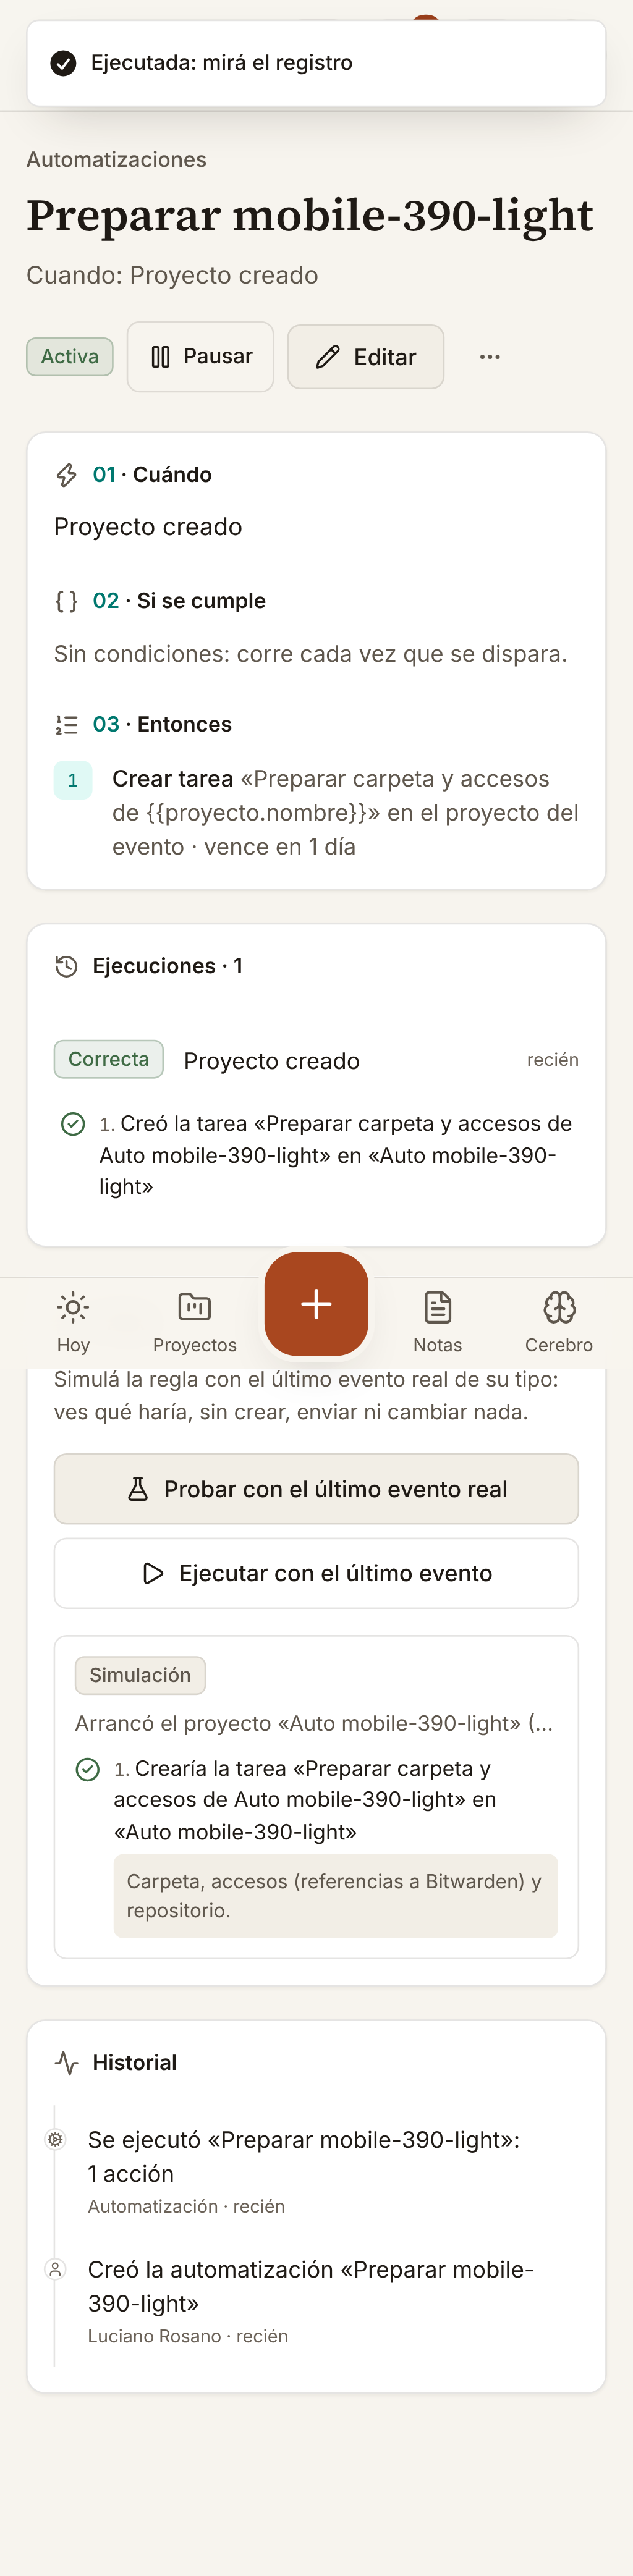 Ejecutada: mirá el registro
Automatizaciones
Preparar mobile-390-light
Cuando: Proyecto creado
Activa
Pausar
Editar
01 · Cuándo
Proyecto creado
02 · Si se cumple
Sin condiciones: corre cada vez que se dispara.
03 · Entonces
1
Crear tarea «Preparar carpeta y accesos
de {{proyecto.nombre}}» en el proyecto del
evento · vence en 1 día
Ejecuciones · 1
Correcta
Proyecto creado
recién
1. Creó la tarea «Preparar carpeta y accesos de
Auto mobile-390-light» en «Auto mobile-390-
light»
Hoy
Proyectos
Notas
Cerebro
Simulá la regla con el último evento real de su tipo:
ves qué haría, sin crear, enviar ni cambiar nada.
Probar con el último evento real
Ejecutar con el último evento
Simulación
Arrancó el proyecto «Auto mobile-390-light» (...
1. Crearía la tarea «Preparar carpeta y
accesos de Auto mobile-390-light» en
«Auto mobile-390-light»
Carpeta, accesos (referencias a Bitwarden) y
repositorio.
Historial
Se ejecutó «Preparar mobile-390-light»:
1 acción
Automatización · recién
Creó la automatización «Preparar mobile-
390-light»
Luciano Rosano · recién